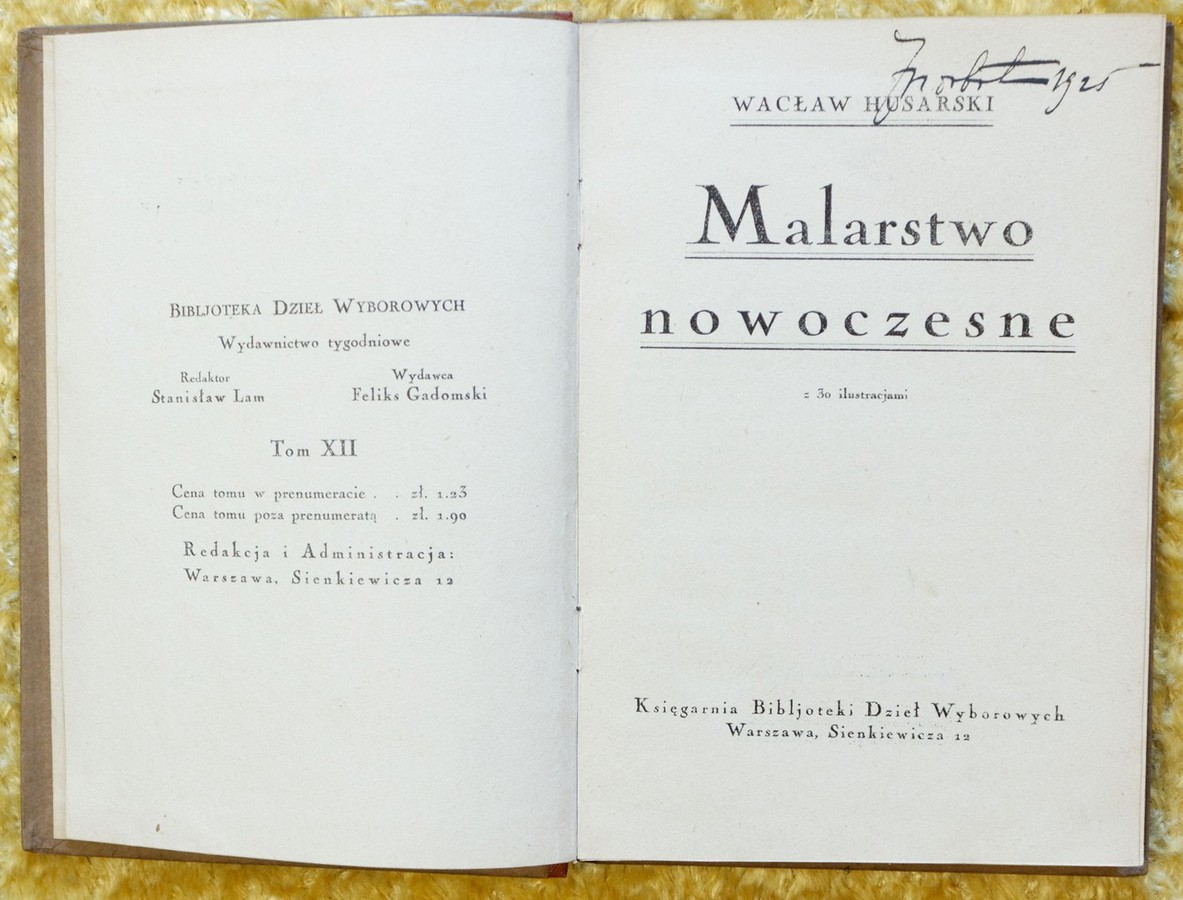 BIBLJOTEKA DZIEŁ WYBOROWYCH
Wydawnictwo tygodniowe
Redaktor Wydawca
Stanisław Lam Feliks Gadomski
Tom XII
Cena tomu w prenumeracie . . zł. 1.23
Cena tomu poza prenumeratą . zł. 1.90
Redakcja i Administracja:
Warszawa, Sienkiewicza 12
1925
WACŁAW HUSARSKI
Malarstwo
nowoczesne
z 30 ilustracjami
Księgarnia Bibljoteki Dzieł Wyborowych
Warszawa, Sienkiewicza 12